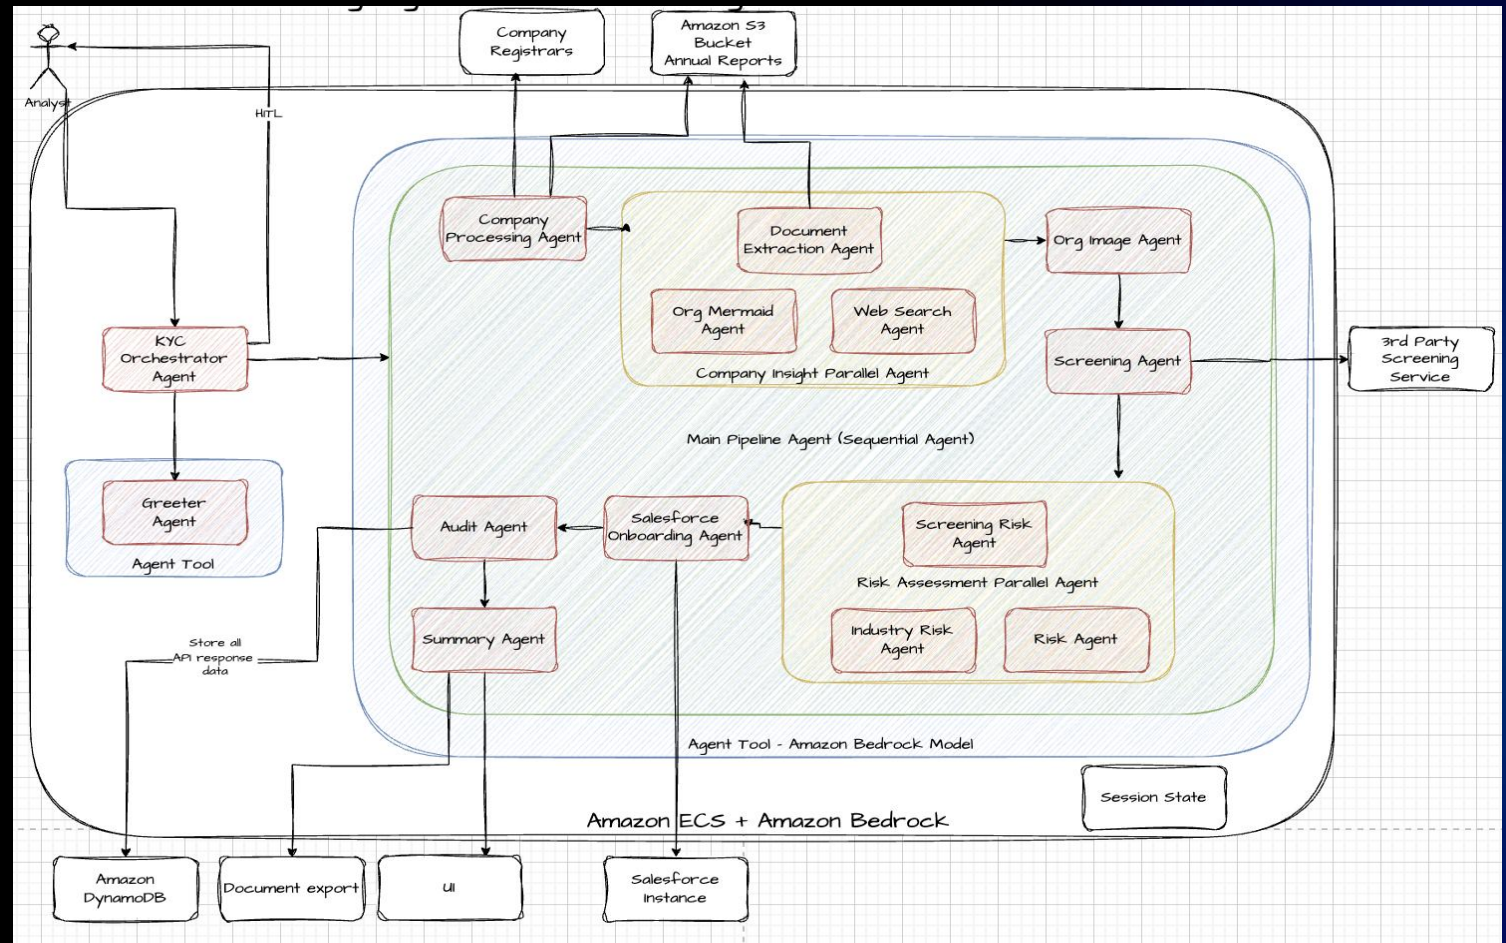 Company
Registrars
Amazon S3
Bucket
Annual Reports
Analyst
HITL
Company
Processing Agent
Document
Extraction Agent
Org Image Agent
Org Mermaid
Agent
Web Search
Agent
Company Insight Parallel Agent
KYC
Orchestrator
Agent
Screening Agent
3rd Party
Screening
Service
Main Pipeline Agent (Sequential Agent)
Greeter
Agent
Agent Tool
Audit Agent
Salesforce
Onboarding Agent
Screening Risk
Agent
Risk Assessment Parallel Agent
Summary Agent
Industry Risk
Agent
Risk Agent
Store all
API response
data
Agent Tool - Amazon Bedrock Model
Session State
Amazon ECS + Amazon Bedrock
Amazon
DynamoDB
Document export
UI
Salesforce
Instance